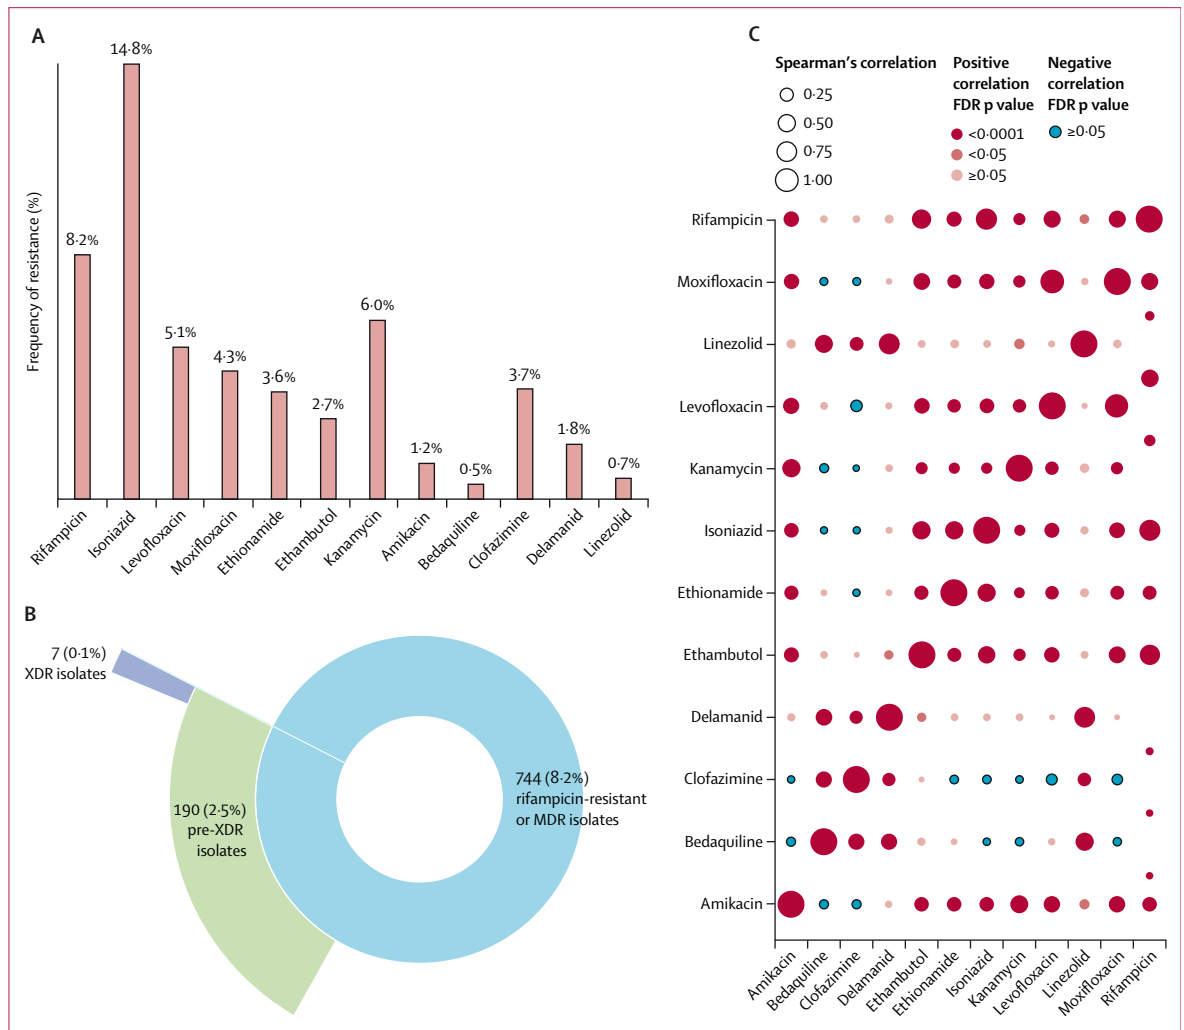 A
14·8%
8·2%
5·1%
4·3%
3·6%
2·7%
6·0%
1·2%
0·5%
3·7%
1·8%
0·7%
Frequency of resistance (%)
Rifampicin
Isoniazid
Levofloxacin
Moxifloxacin
Ethionamide
Ethambutol
Kanamycin
Amikacin
Bedaquiline
Clofazimine
Delamanid
Linezolid
B
7 (0·1%)
XDR isolates
190 (2·5%)
pre-XDR
isolates
744 (8·2%)
rifampicin-resistant
or MDR isolates
C
Spearman's correlation
0·25
0·50
0·75
1·00
Positive
correlation
FDR p value
<0·0001
<0·05
≥0·05
Negative
correlation
FDR p value
≥0·05
Rifampicin
Moxifloxacin
Linezolid
Levofloxacin
Kanamycin
Isoniazid
Ethionamide
Ethambutol
Delamanid
Clofazimine
Bedaquiline
Amikacin
Amikacin
Bedaquiline
Clofazimine
Delamanid
Ethambutol
Ethionamide
Isoniazid
Kanamycin
Levofloxacin
Linezolid
Moxifloxacin
Rifampicin